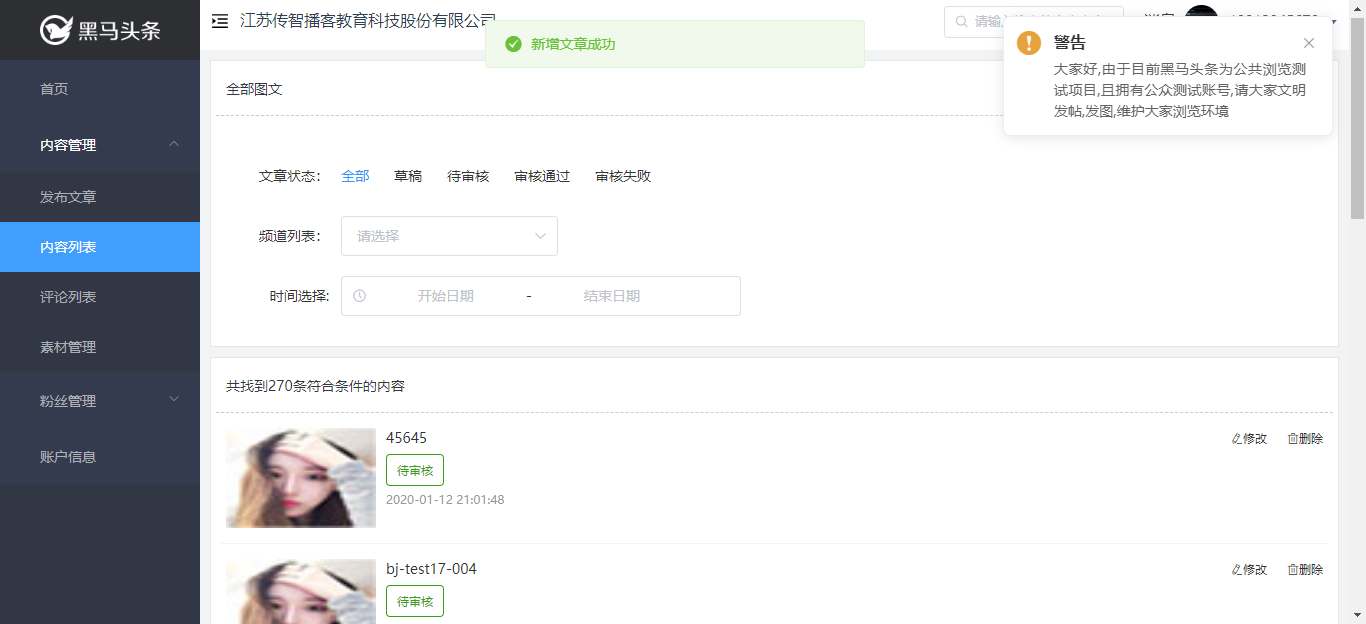 黑马头条
江苏传智播客教育科技股份有限公司
新增文章成功
警告
大家好,由于目前黑马头条为公共浏览测
试项目,且拥有公众测试账号,请大家文明
发帖,发图,维护大家浏览环境
首页
内容管理
发布文章
内容列表
评论列表
素材管理
粉丝管理
账户信息
全部图文
文章状态: 全部 草稿 待审核 审核通过 审核失败
频道列表: 请选择
时间选择: 开始日期 - 结束日期
共找到270条符合条件的内容
45645 修改 删除
待审核
2020-01-12 21:01:48
bj-test17-004 修改 删除
待审核